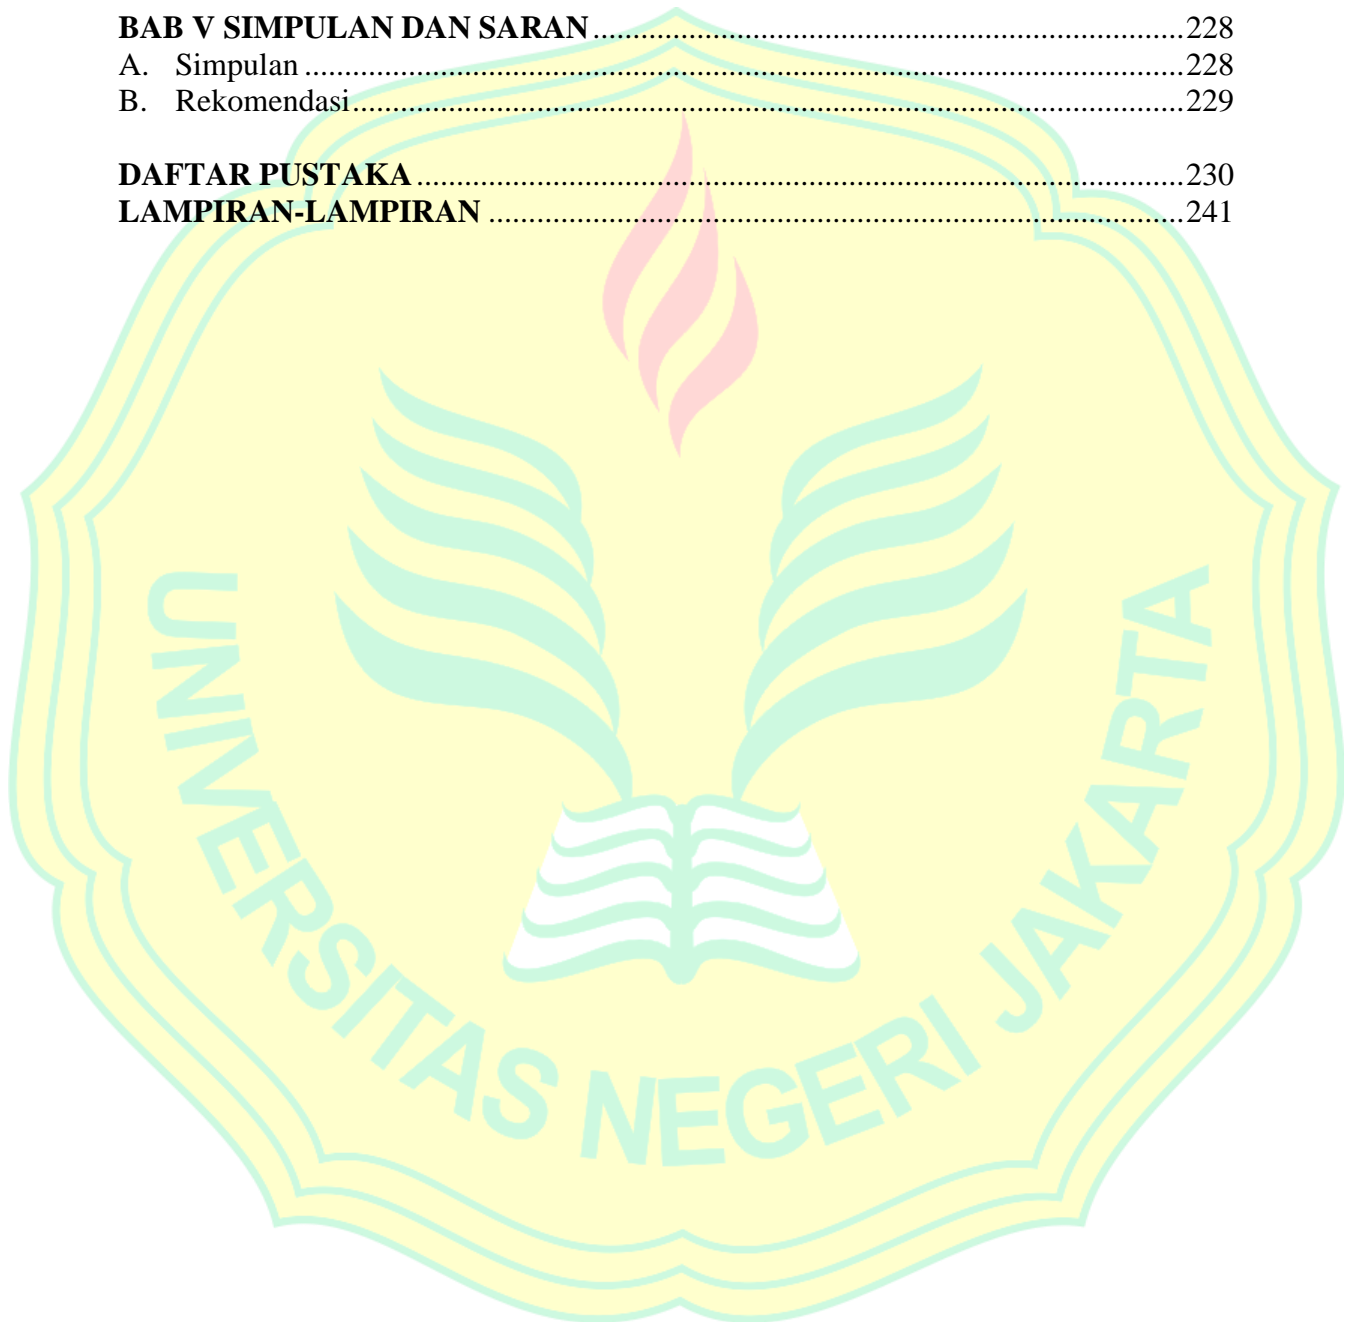 BAB V SIMPULAN DAN SARAN ........................................................................... 228
A. Simpulan ................................................................................................................ 228
B. Rekomendasi .......................................................................................................... 229
DAFTAR PUSTAKA ................................................................................................. 230
LAMPIRAN-LAMPIRAN ........................................................................................ 241
UNIVERSITAS NEGERI JAKARTA